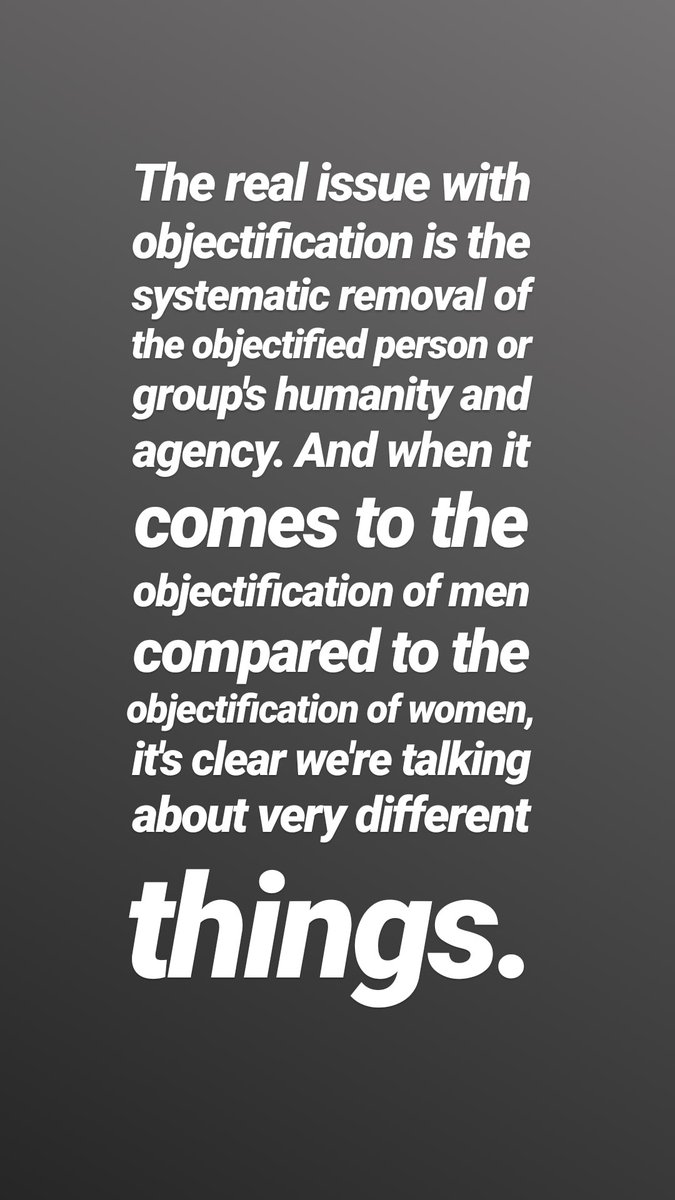 The real issue with
objectification is the
systematic removal of
the objectified person or
group's humanity and
agency. And when it
comes to the
objectification of men
compared to the
objectification of women,
it's clear we're talking
about very different
things.